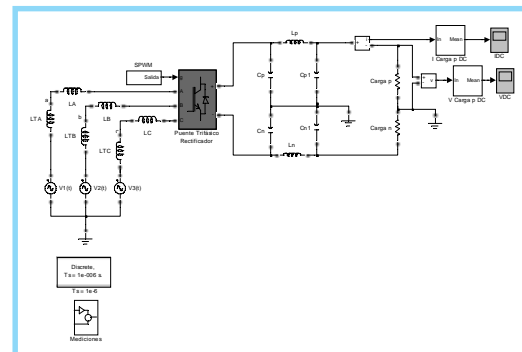 Lp
In Mean
I Carga p DC
IDC
SPWM
Salida
Cp
Cp1
Carga p
In Mean
V Carga p DC
VDC
LA
LTA
a
A
LB
LTB
b
B
LC
LTC
C
Puente Trifásico
Rectificador
Cn
Cn1
Carga n
Ln
V1(t)
V2(t)
V3(t)
Discrete,
Ts = 1e-006 s.
Ts = 1e-6
Mediciones